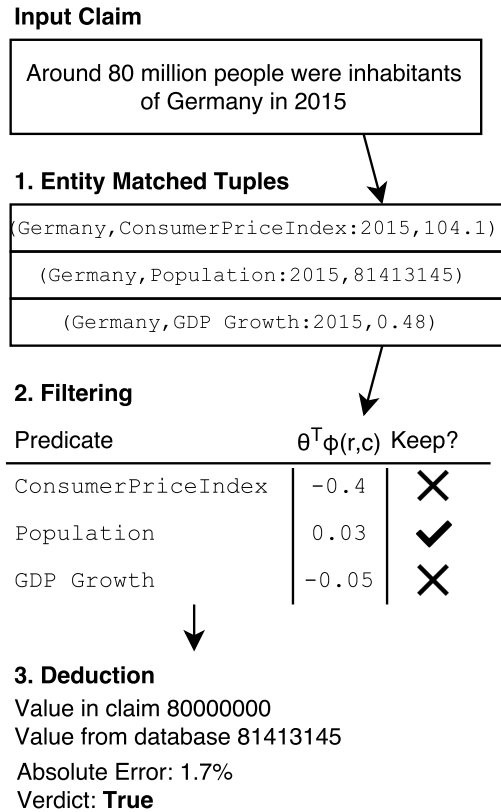 Input Claim
Around 80 million people were inhabitants
of Germany in 2015
1. Entity Matched Tuples
(Germany,ConsumerPriceIndex:2015,104.1)
(Germany,Population:2015,81413145)
(Germany,GDP Growth:2015,0.48)
2. Filtering
Predicate θᵀϕ(r,c) Keep?
ConsumerPriceIndex -0.4 ✕
Population 0.03 ✓
GDP Growth -0.05 ✕
3. Deduction
Value in claim 80000000
Value from database 81413145
Absolute Error: 1.7%
Verdict: True